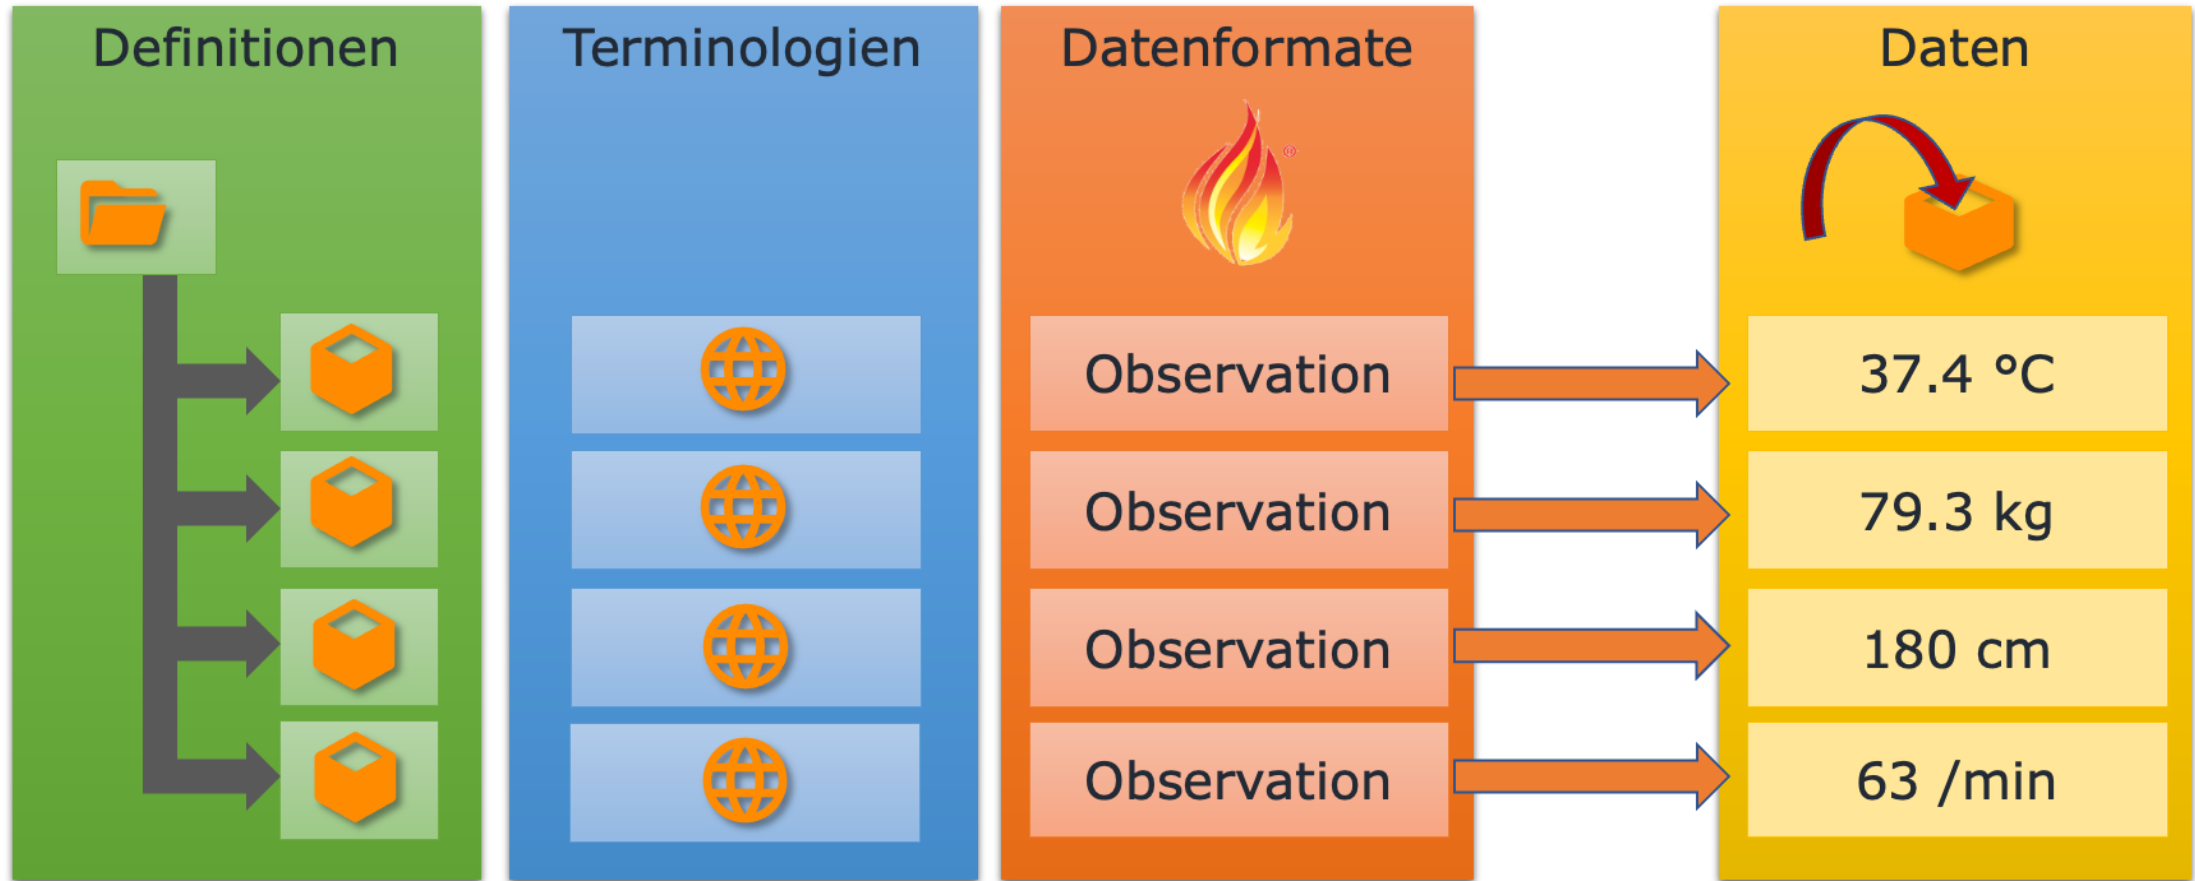 Definitionen
Terminologien
Datenformate
Daten
®
Observation
37.4 °C
Observation
79.3 kg
Observation
180 cm
Observation
63 /min